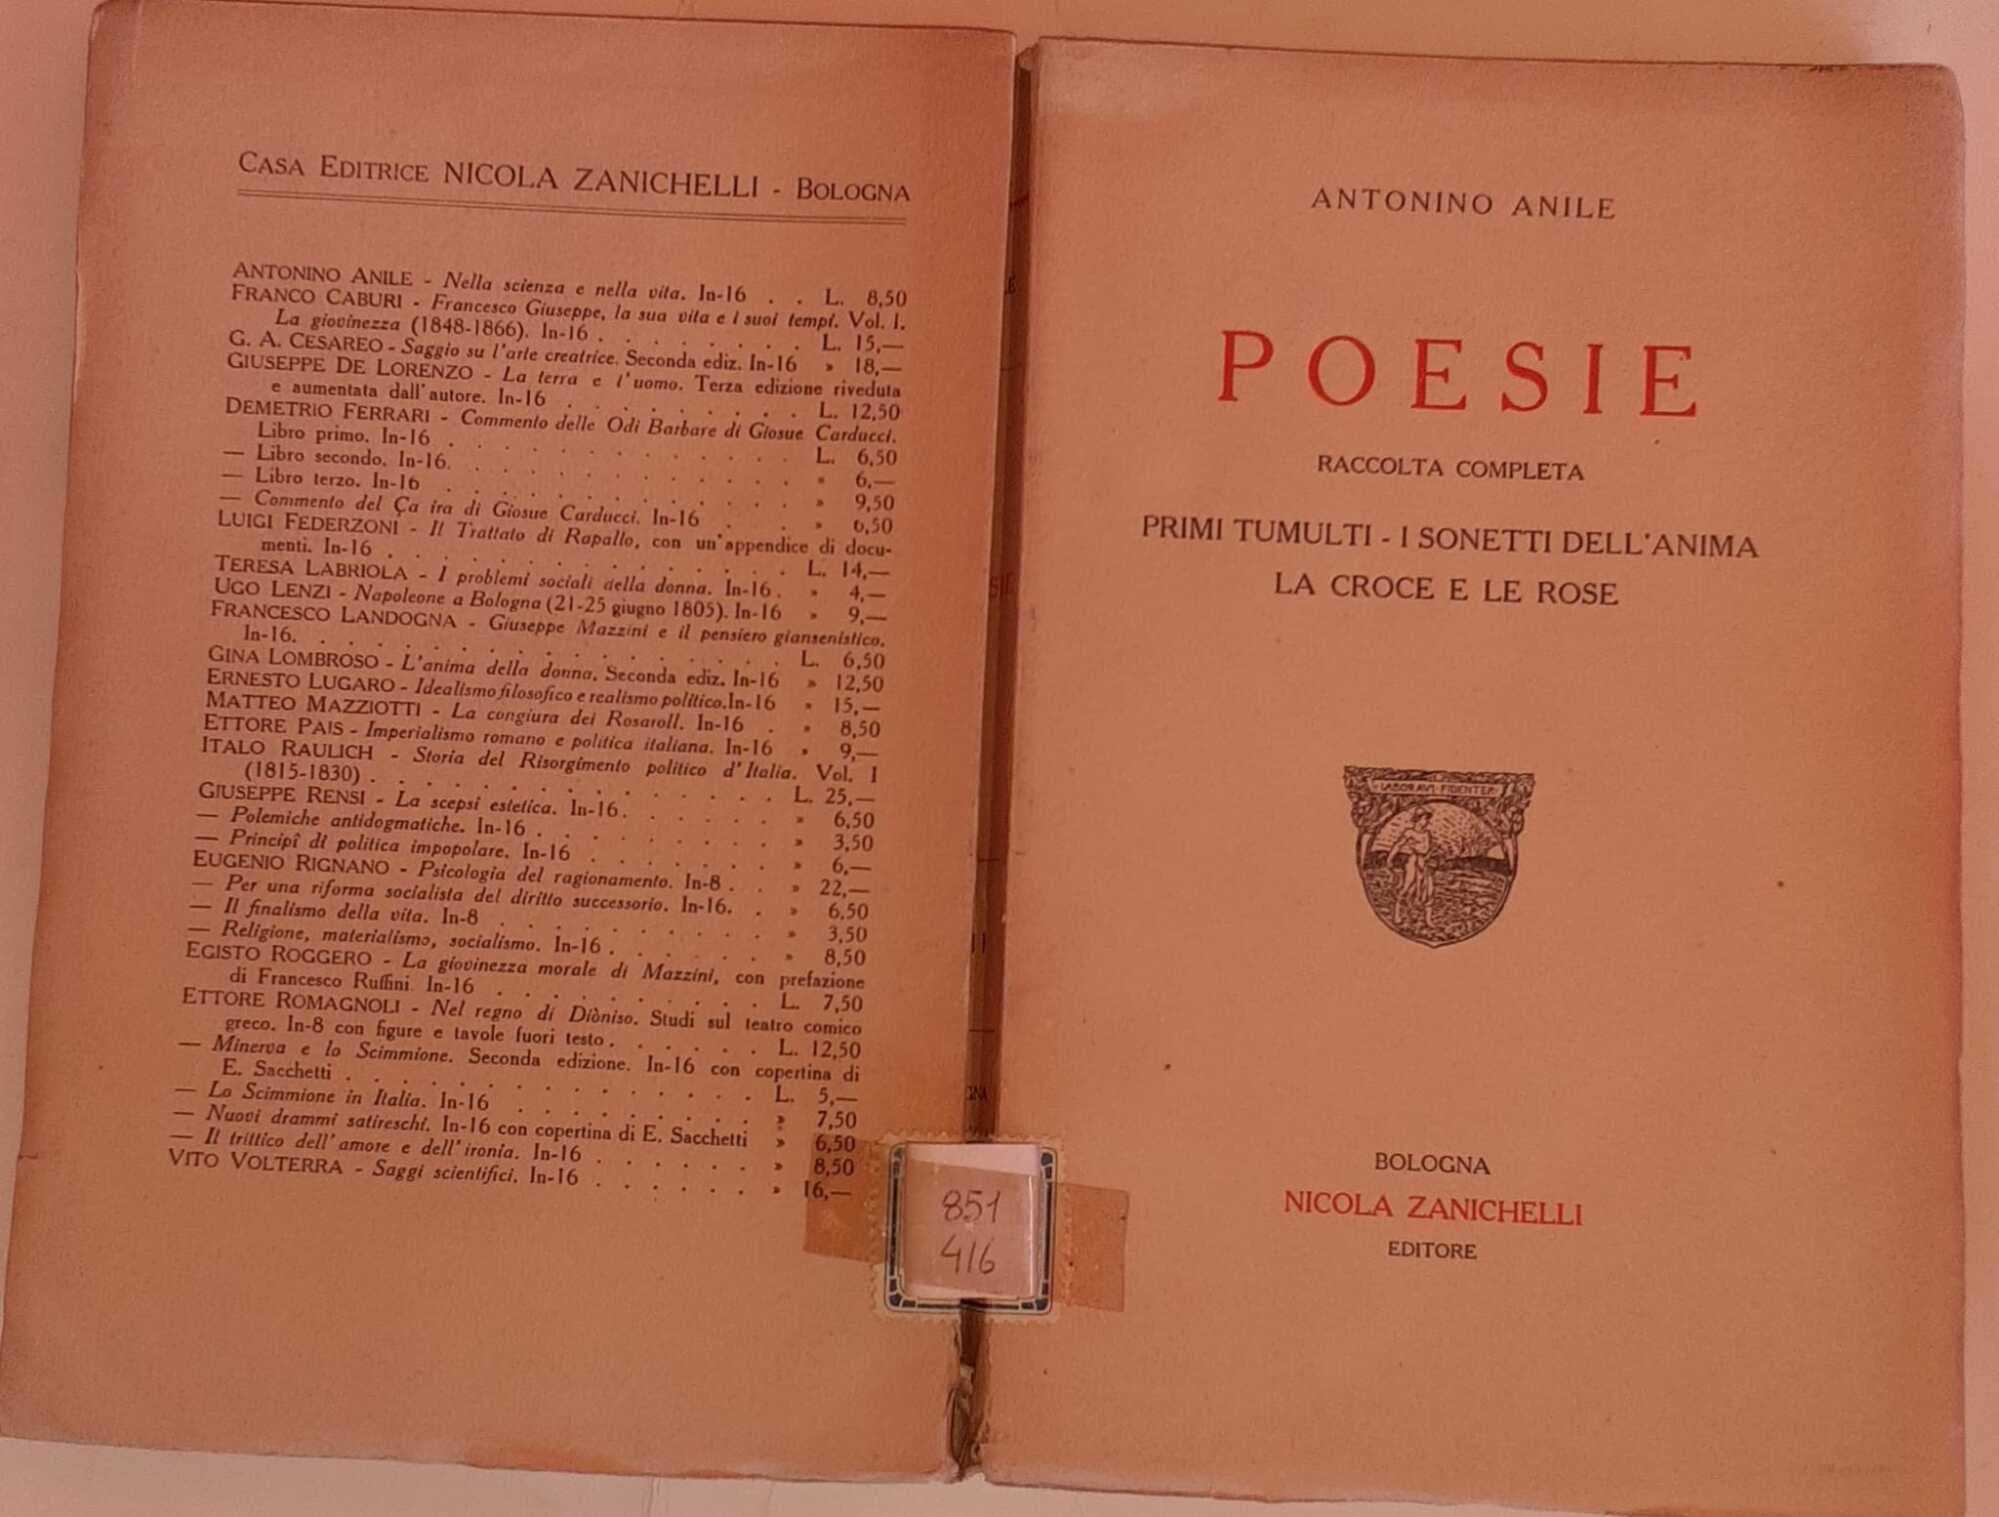 CASA EDITRICE NICOLA ZANICHELLI - BOLOGNA
ANTONINO ANILE - Nella scienza e nella vita. In-16 . . L. 8,50
FRANCO CABURI - Francesco Giuseppe, la sua vita e i suoi tempi. Vol. I.
La giovinezza (1848-1866). In-16 . . . . . . . . L. 15,—
G. A. CESAREO - Saggio su l'arte creatrice. Seconda ediz. In-16 » 18,—
GIUSEPPE DE LORENZO - La terra e l'uomo. Terza edizione riveduta
e aumentata dall'autore. In-16 . . . . . . . . . L. 12,50
DEMETRIO FERRARI - Commento delle Odi Barbare di Giosue Carducci.
Libro primo. In-16 . . . . . . . . . . . . L. 6,50
— Libro secondo. In-16. . . . . . . . . . . . » 6,—
— Libro terzo. In-16 . . . . . . . . . . . . » 9,50
— Commento del Ça ira di Giosue Carducci. In-16 . . » 6,50
LUIGI FEDERZONI - Il Trattato di Rapallo, con un'appendice di docu-
menti. In-16 . . . . . . . . . . . . . . L. 14,—
TERESA LABRIOLA - I problemi sociali della donna. In-16 . » 4,—
UGO LENZI - Napoleone a Bologna (21-25 giugno 1805). In-16 » 9,—
FRANCESCO LANDOGNA - Giuseppe Mazzini e il pensiero giansenistico.
In-16. . . . . . . . . . . . . . . . . L. 6,50
GINA LOMBROSO - L'anima della donna. Seconda ediz. In-16 » 12,50
ERNESTO LUGARO - Idealismo filosofico e realismo politico. In-16 » 15,—
MATTEO MAZZIOTTI - La congiura dei Rosaroll. In-16 . » 8,50
ETTORE PAIS - Imperialismo romano e politica italiana. In-16 » 9,—
ITALO RAULICH - Storia del Risorgimento politico d'Italia. Vol. I
(1815-1830) . . . . . . . . . . . . . . . L. 25,—
GIUSEPPE RENSI - La scepsi estetica. In-16. . . . . . » 6,50
— Polemiche antidogmatiche. In-16 . . . . . . . . . » 3,50
— Principî di politica impopolare. In-16 . . . . . . . » 6,—
EUGENIO RIGNANO - Psicologia del ragionamento. In-8 . . » 22,—
— Per una riforma socialista del diritto successorio. In-16. . » 6,50
— Il finalismo della vita. In-8 . . . . . . . . . . » 3,50
— Religione, materialismo, socialismo. In-16 . . . . . . » 8,50
EGISTO ROGGERO - La giovinezza morale di Mazzini, con prefazione
di Francesco Ruffini. In-16 . . . . . . . . . . L. 7,50
ETTORE ROMAGNOLI - Nel regno di Diòniso. Studi sul teatro comico
greco. In-8 con figure e tavole fuori testo . . . . . . L. 12,50
— Minerva e lo Scimmione. Seconda edizione. In-16 con copertina di
E. Sacchetti . . . . . . . . . . . . . . . L. 5,—
— Lo Scimmione in Italia. In-16 . . . . . . . . . » 7,50
— Nuovi drammi satireschi. In-16 con copertina di E. Sacchetti » 6,50
— Il trittico dell'amore e dell'ironia. In-16 . . . . . . » 8,50
VITO VOLTERRA - Saggi scientifici. In-16 . . . . . . » 16,—
851
416
ANTONINO ANILE
POESIE
RACCOLTA COMPLETA
PRIMI TUMULTI - I SONETTI DELL'ANIMA
LA CROCE E LE ROSE
LABORAVI FIDENTER
BOLOGNA
NICOLA ZANICHELLI
EDITORE